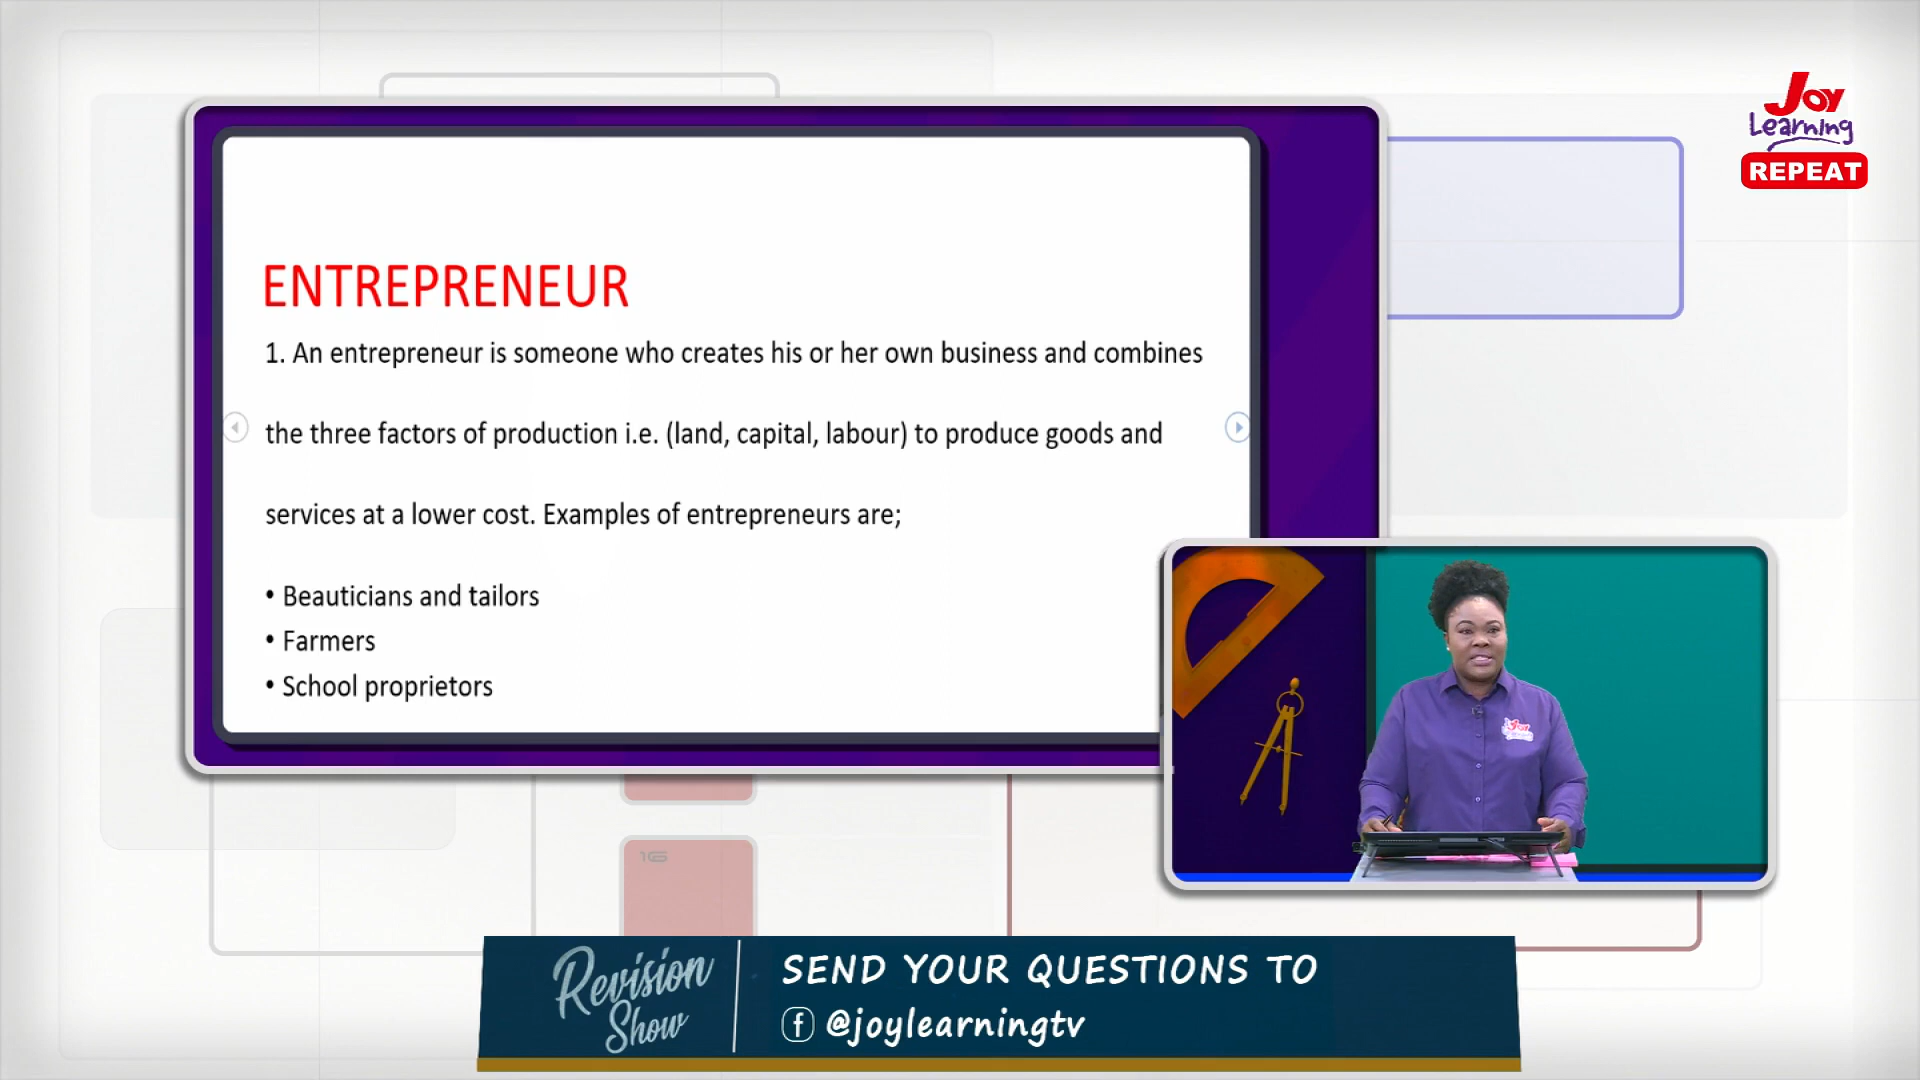 Joy
Learning
REPEAT
ENTREPRENEUR
1. An entrepreneur is someone who creates his or her own business and combines
the three factors of production i.e. (land, capital, labour) to produce goods and
services at a lower cost. Examples of entrepreneurs are;
• Beauticians and tailors
• Farmers
• School proprietors
Joy
16
Revision
Show
SEND YOUR QUESTIONS TO
@joylearningtv